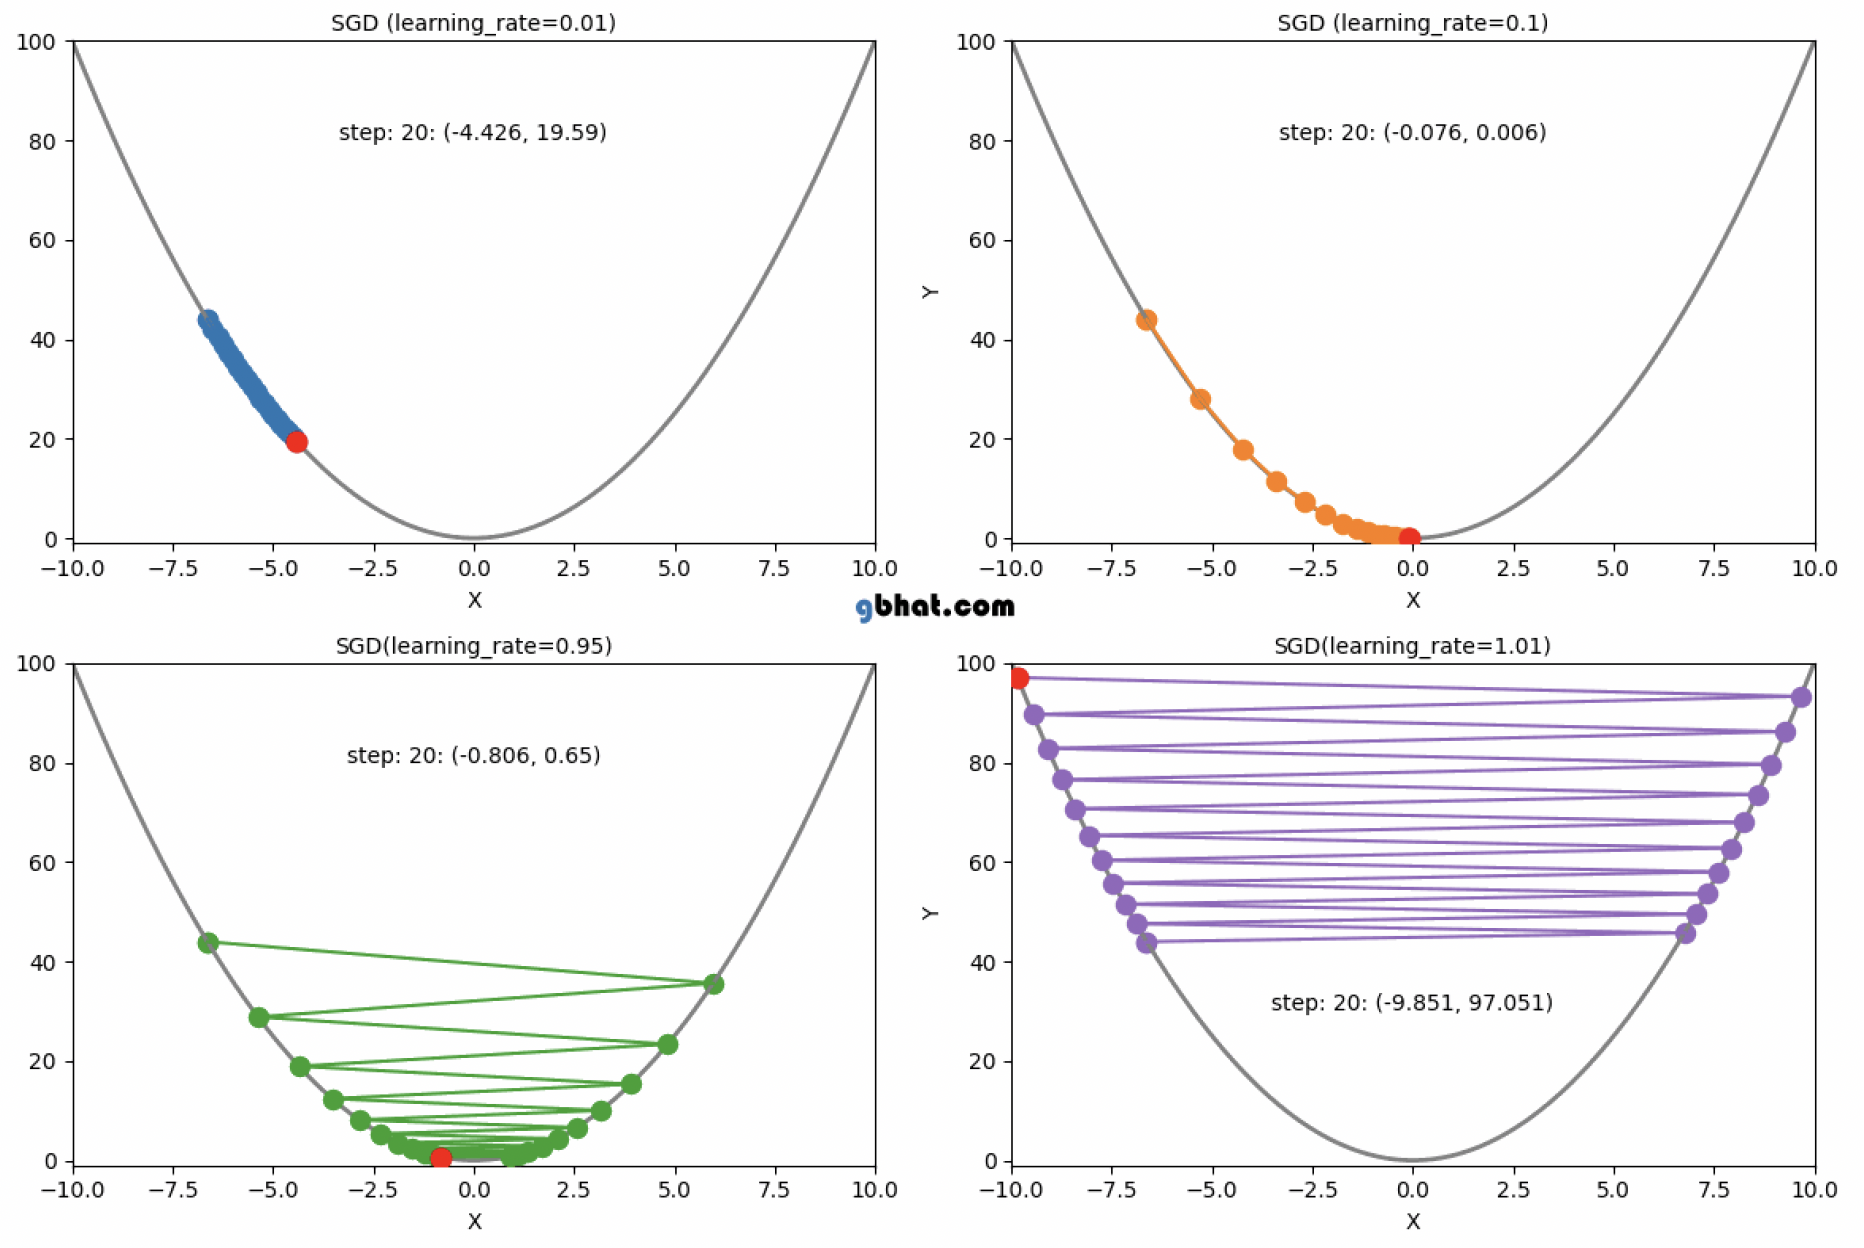 SGD (learning_rate=0.01)
100
80
60
40
20
0
step: 20: (-4.426, 19.59)
−10.0 −7.5 −5.0 −2.5 0.0 2.5 5.0 7.5 10.0
X
SGD (learning_rate=0.1)
Y
100
80
60
40
20
0
step: 20: (-0.076, 0.006)
−10.0 −7.5 −5.0 −2.5 0.0 2.5 5.0 7.5 10.0
X
gbhat.com
SGD(learning_rate=0.95)
100
80
60
40
20
0
step: 20: (-0.806, 0.65)
−10.0 −7.5 −5.0 −2.5 0.0 2.5 5.0 7.5 10.0
X
SGD(learning_rate=1.01)
Y
100
80
60
40
20
0
step: 20: (-9.851, 97.051)
−10.0 −7.5 −5.0 −2.5 0.0 2.5 5.0 7.5 10.0
X